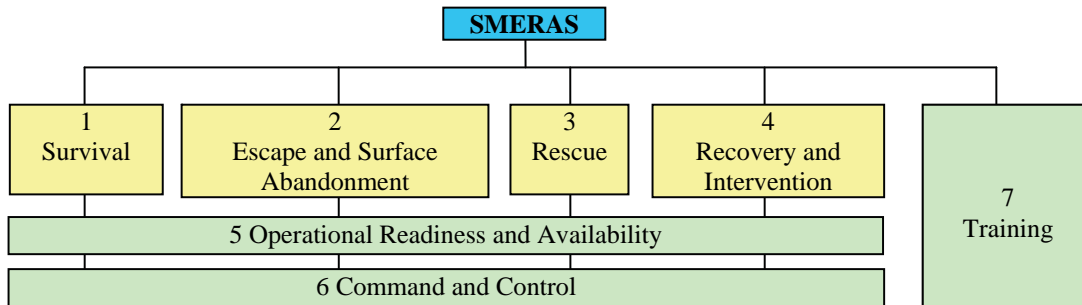 SMERAS
1
Survival
2
Escape and Surface
Abandonment
3
Rescue
4
Recovery and
Intervention
7
Training
5 Operational Readiness and Availability
6 Command and Control